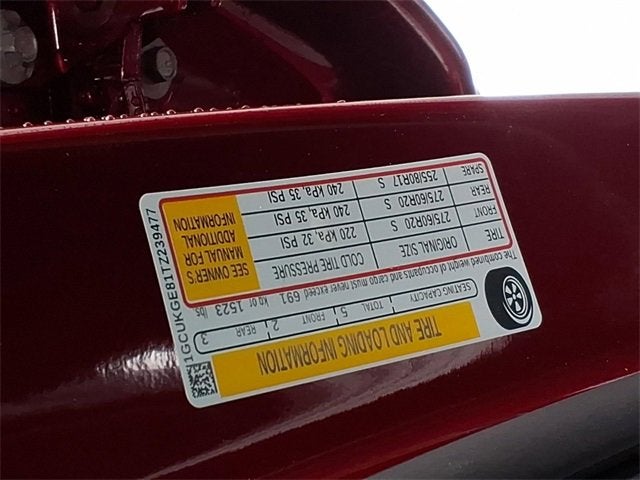 TIRE AND LOADING INFORMATION
SEATING CAPACITY TOTAL 5 FRONT 2 REAR 3
The combined weight of occupants and cargo must never exceed 691 kg or 1523 lbs
TIRE ORIGINAL SIZE COLD TIRE PRESSURE
FRONT 275/60R20 S 220 kPa, 32 PSI
REAR 275/60R20 S 240 kPa, 35 PSI
SPARE 255/80R17 S 240 kPa, 35 PSI
SEE OWNER'S
MANUAL FOR
ADDITIONAL
INFORMATION
1GCUKGE81TZ239477